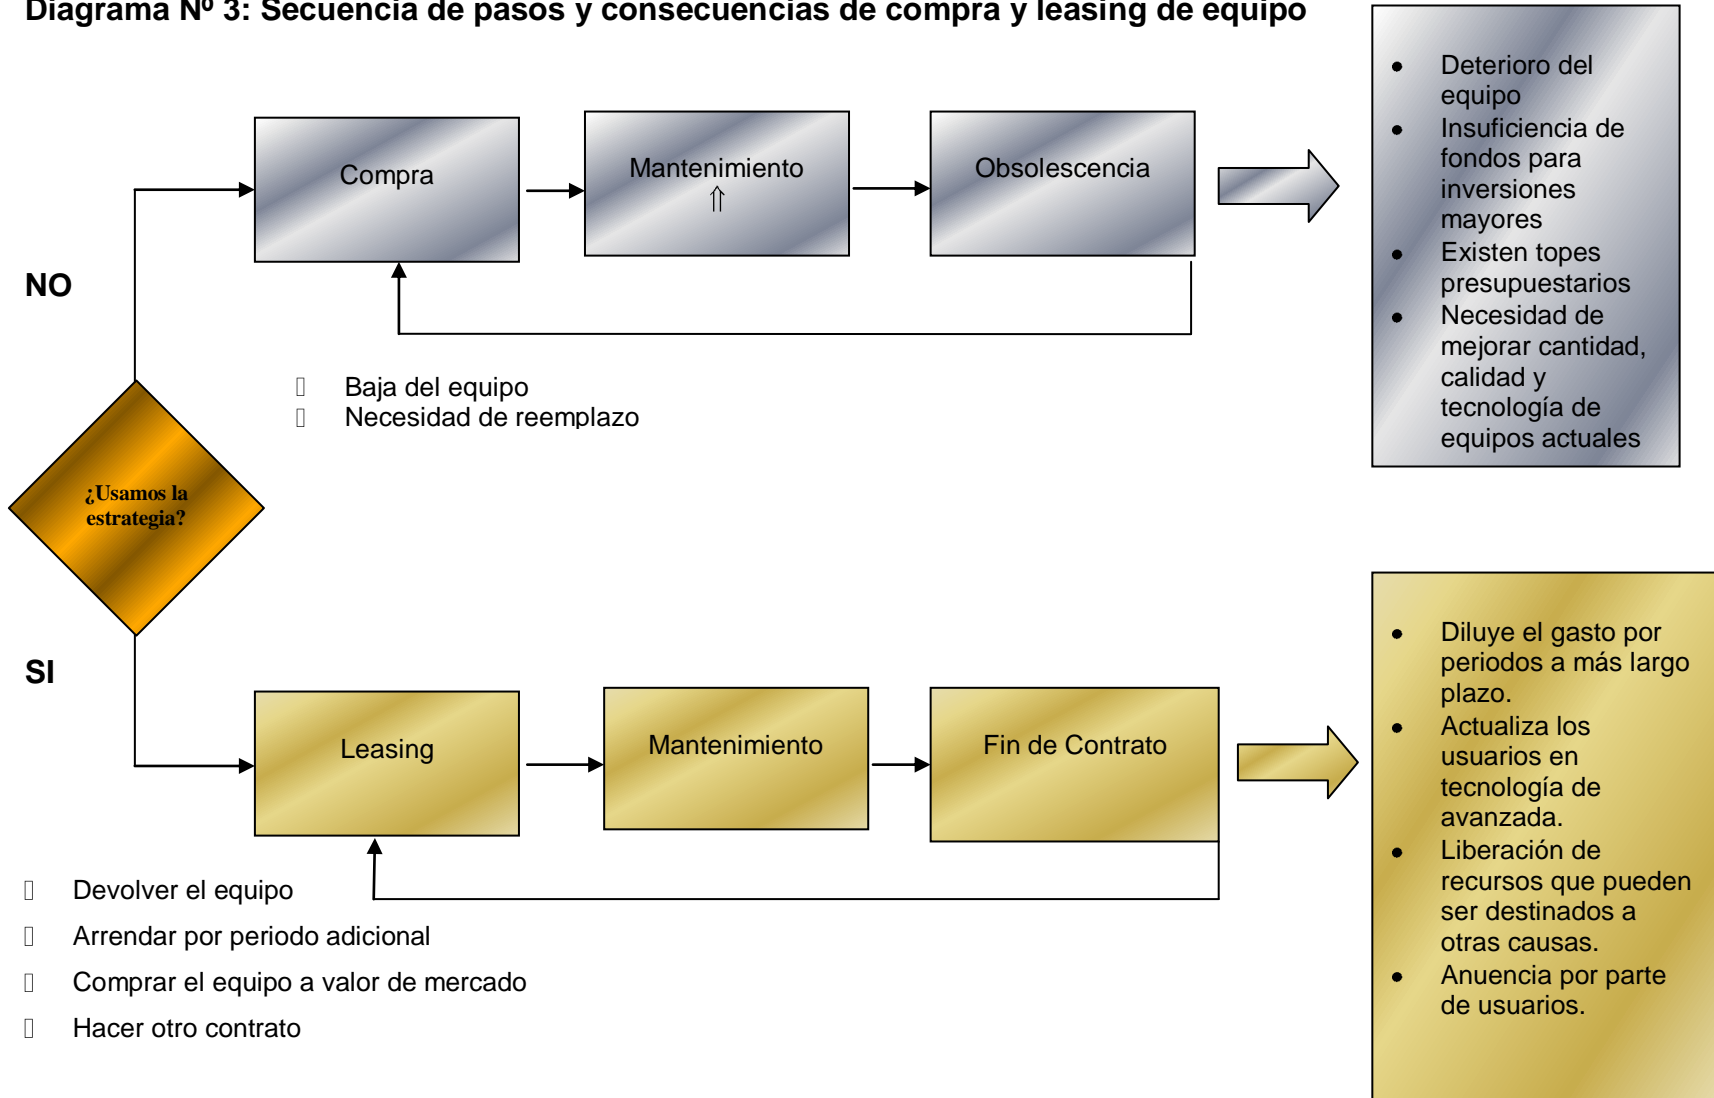 Diagrama Nº 3: Secuencia de pasos y consecuencias de compra y leasing de equipo
Compra
Mantenimiento
⇑
Obsolescencia
• Deterioro del
equipo
• Insuficiencia de
fondos para
inversiones
mayores
• Existen topes
presupuestarios
• Necesidad de
mejorar cantidad,
calidad y
tecnología de
equipos actuales
NO
Baja del equipo
Necesidad de reemplazo
¿Usamos la
estrategia?
SI
Leasing
Mantenimiento
Fin de Contrato
• Diluye el gasto por
periodos a más largo
plazo.
• Actualiza los
usuarios en
tecnología de
avanzada.
• Liberación de
recursos que pueden
ser destinados a
otras causas.
• Anuencia por parte
de usuarios.
Devolver el equipo
Arrendar por periodo adicional
Comprar el equipo a valor de mercado
Hacer otro contrato